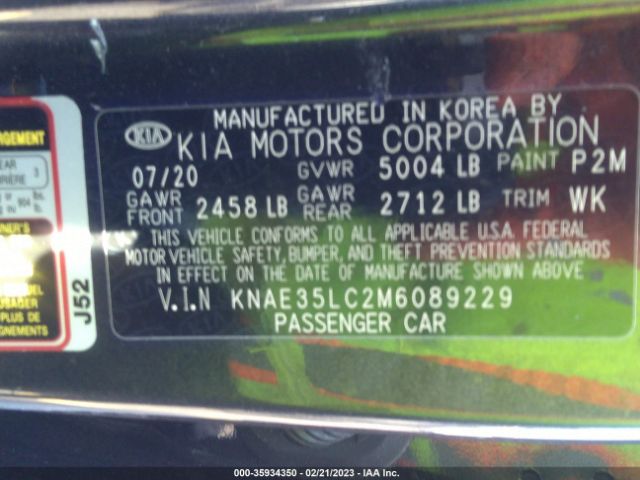 MANUFACTURED IN KOREA BY
KIA KIA MOTORS CORPORATION
07/20 GVWR 5004 LB PAINT P2M
GAWR FRONT 2458 LB GAWR REAR 2712 LB TRIM WK
THIS VEHICLE CONFORMS TO ALL APPLICABLE U.S.A. FEDERAL
MOTOR VEHICLE SAFETY, BUMPER, AND THEFT PREVENTION STANDARDS
IN EFFECT ON THE DATE OF MANUFACTURE SHOWN ABOVE
V.I.N KNAE35LC2M6089229
PASSENGER CAR
J52
3
000-35934350 - 02/21/2023 - IAA Inc.